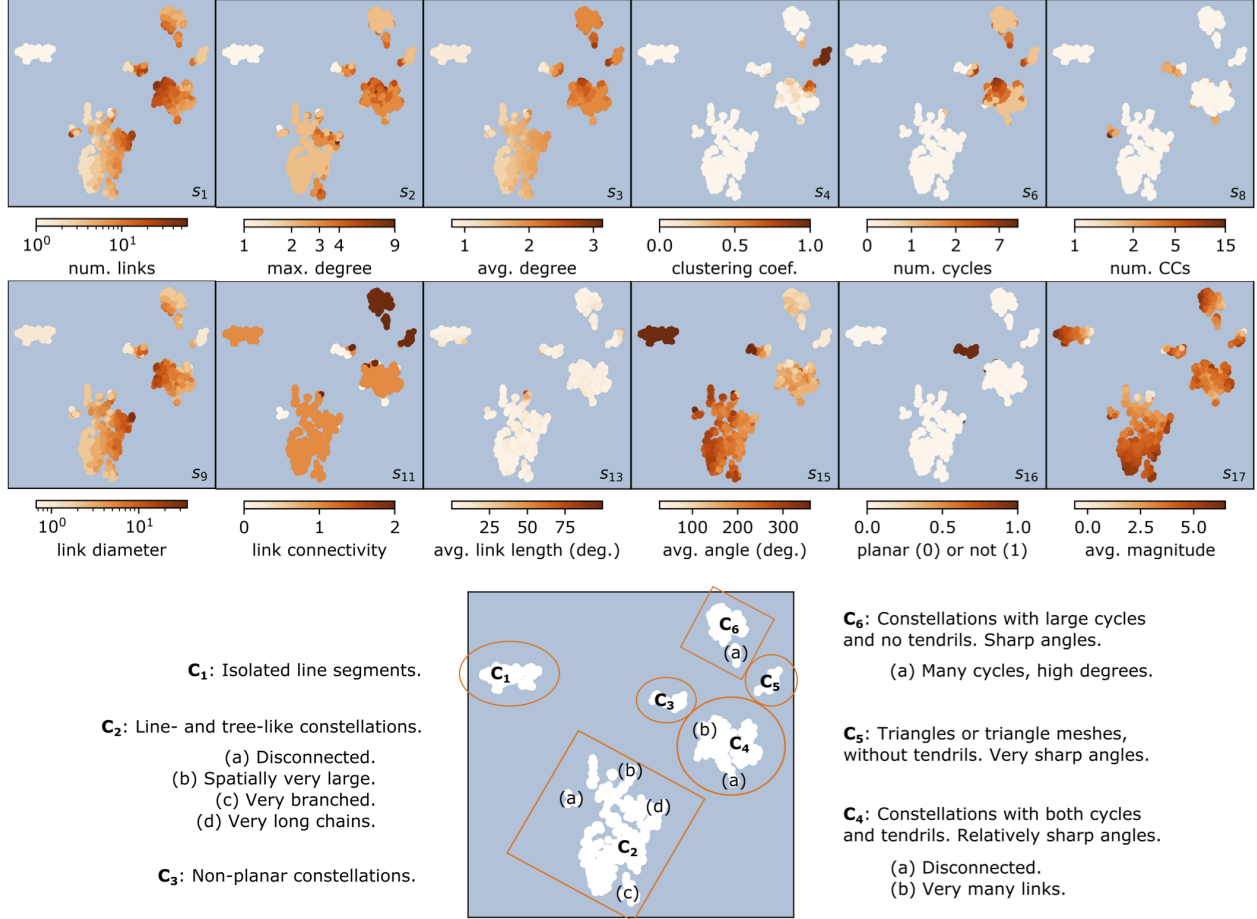 s1 s2 s3 s4 s6 s8
10^0 10^1 1 2 3 4 9 1 2 3 0.0 0.5 1.0 0 1 2 7 1 2 5 15
num. links max. degree avg. degree clustering coef. num. cycles num. CCs
s9 s11 s13 s15 s16 s17
10^0 10^1 0 1 2 25 50 75 100 200 300 0.0 0.5 1.0 0.0 2.5 5.0
link diameter link connectivity avg. link length (deg.) avg. angle (deg.) planar (0) or not (1) avg. magnitude
C1: Isolated line segments.
C2: Line- and tree-like constellations.
(a) Disconnected.
(b) Spatially very large.
(c) Very branched.
(d) Very long chains.
C3: Non-planar constellations.
C6
(a)
C1
C5
C3
(b)
C4
(b)
(a)
(a)
(d)
C2
(c)
C6: Constellations with large cycles
and no tendrils. Sharp angles.
(a) Many cycles, high degrees.
C5: Triangles or triangle meshes,
without tendrils. Very sharp angles.
C4: Constellations with both cycles
and tendrils. Relatively sharp angles.
(a) Disconnected.
(b) Very many links.